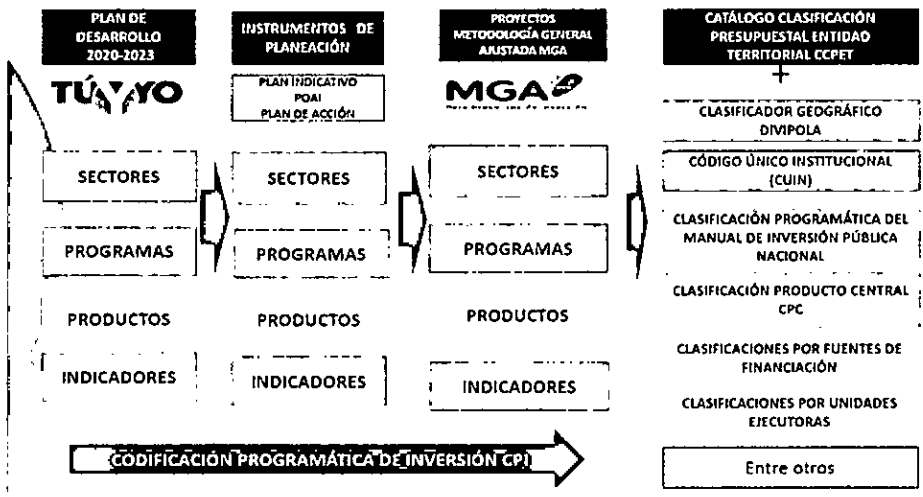 PLAN DE
DESARROLLO
2020-2023
TÚ Y YO
SECTORES
PROGRAMAS
PRODUCTOS
INDICADORES
INSTRUMENTOS DE
PLANEACIÓN
PLAN INDICATIVO
POAI
PLAN DE ACCIÓN
SECTORES
PROGRAMAS
PRODUCTOS
INDICADORES
PROYECTOS
METODOLOGÍA GENERAL
AJUSTADA MGA
MGA
SECTORES
PROGRAMAS
PRODUCTOS
INDICADORES
CATÁLOGO CLASIFICACIÓN
PRESUPUESTAL ENTIDAD
TERRITORIAL CCPET
+
CLASIFICADOR GEOGRÁFICO
DIVIPOLA
CÓDIGO ÚNICO INSTITUCIONAL
(CUIN)
CLASIFICACIÓN PROGRAMÁTICA DEL
MANUAL DE INVERSIÓN PÚBLICA
NACIONAL
CLASIFICACIÓN PRODUCTO CENTRAL
CPC
CLASIFICACIONES POR FUENTES DE
FINANCIACIÓN
CLASIFICACIONES POR UNIDADES
EJECUTORAS
Entre otros
CODIFICACIÓN PROGRAMÁTICA DE INVERSIÓN CPI